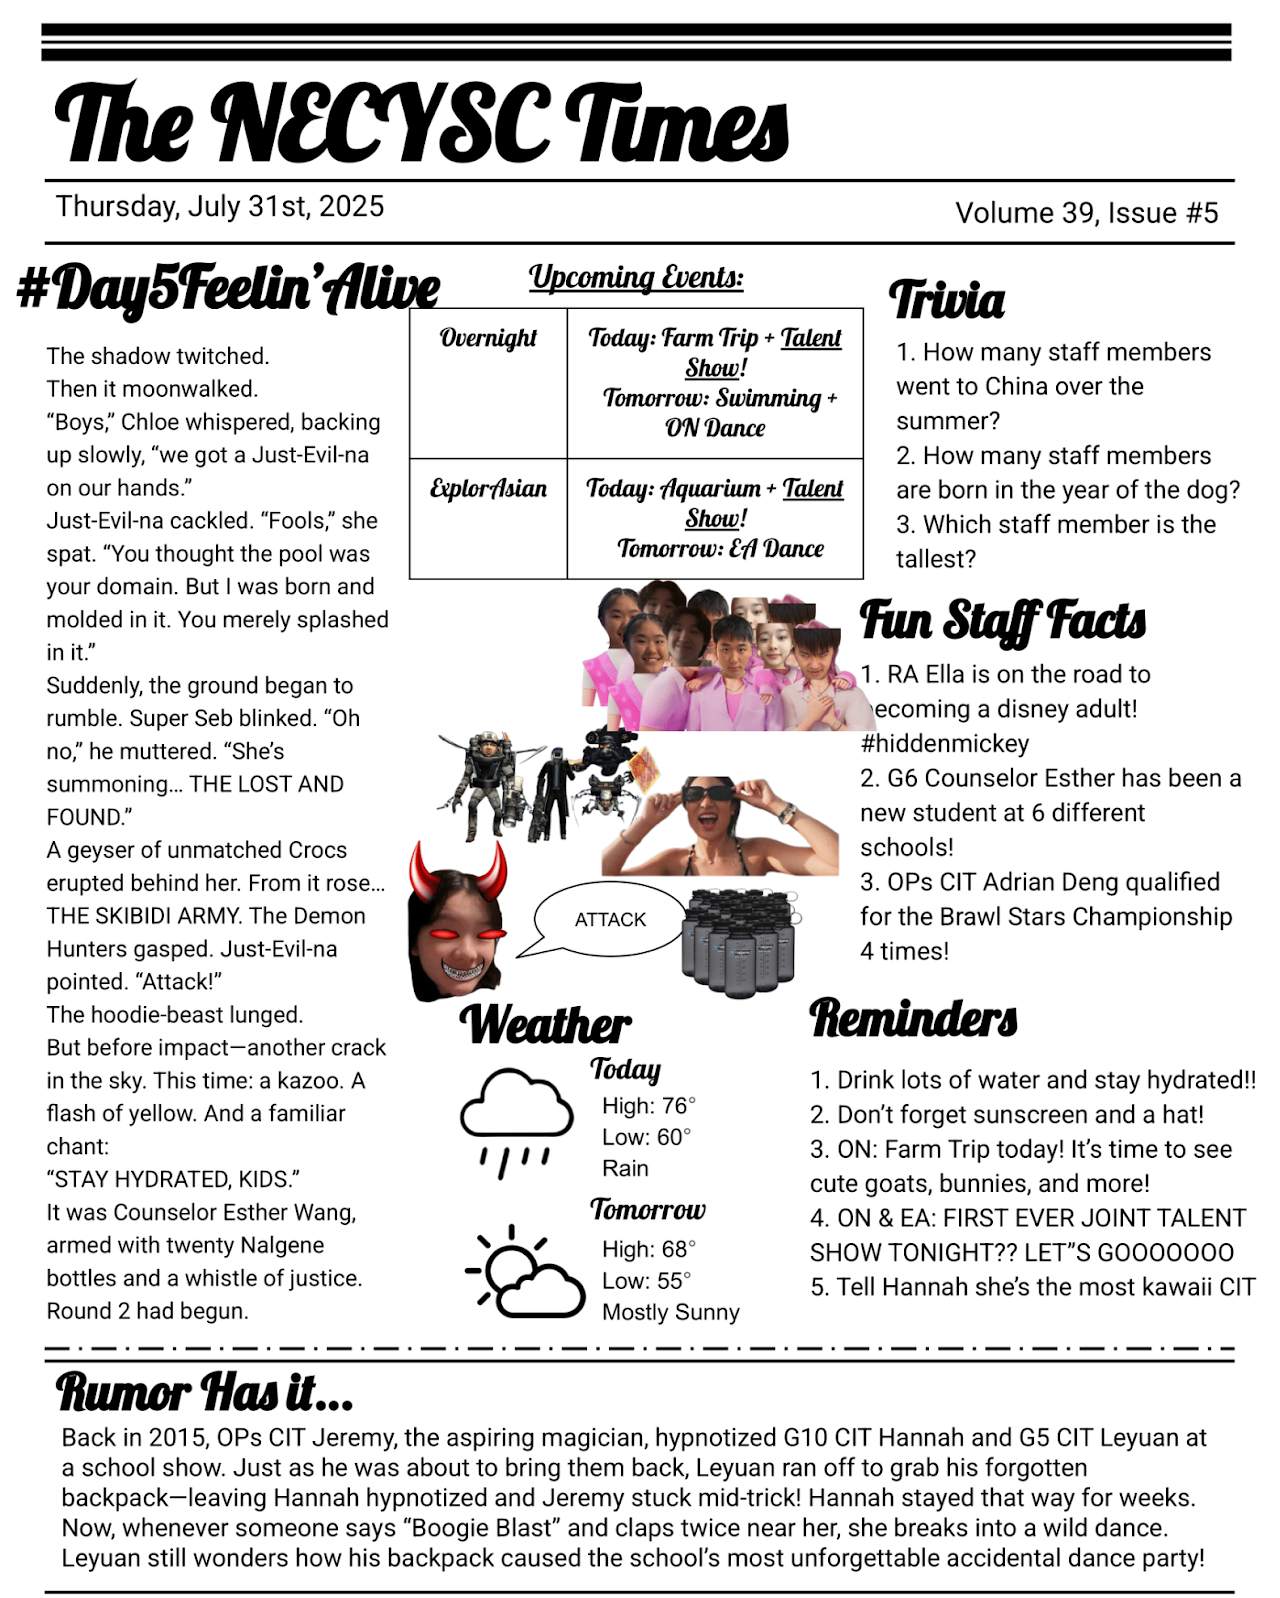 The NECYSC Times
Thursday, July 31st, 2025
Volume 39, Issue #5
#Day5Feelin'Alive
The shadow twitched.
Then it moonwalked.
“Boys,” Chloe whispered, backing
up slowly, “we got a Just-Evil-na
on our hands.”
Just-Evil-na cackled. “Fools,” she
spat. “You thought the pool was
your domain. But I was born and
molded in it. You merely splashed
in it.”
Suddenly, the ground began to
rumble. Super Seb blinked. “Oh
no,” he muttered. “She’s
summoning… THE LOST AND
FOUND.”
A geyser of unmatched Crocs
erupted behind her. From it rose…
THE SKIBIDI ARMY. The Demon
Hunters gasped. Just-Evil-na
pointed. “Attack!”
The hoodie-beast lunged.
But before impact—another crack
in the sky. This time: a kazoo. A
flash of yellow. And a familiar
chant:
“STAY HYDRATED, KIDS.”
It was Counselor Esther Wang,
armed with twenty Nalgene
bottles and a whistle of justice.
Round 2 had begun.
Upcoming Events:
Overnight
Today: Farm Trip + Talent
Show!
Tomorrow: Swimming +
ON Dance
ExplorAsian
Today: Aquarium + Talent
Show!
Tomorrow: EA Dance
ATTACK
Weather
Today
High: 76°
Low: 60°
Rain
Tomorrow
High: 68°
Low: 55°
Mostly Sunny
Trivia
1. How many staff members
went to China over the
summer?
2. How many staff members
are born in the year of the dog?
3. Which staff member is the
tallest?
Fun Staff Facts
1. RA Ella is on the road to
ecoming a disney adult!
#hiddenmickey
2. G6 Counselor Esther has been a
new student at 6 different
schools!
3. OPs CIT Adrian Deng qualified
for the Brawl Stars Championship
4 times!
Reminders
1. Drink lots of water and stay hydrated!!
2. Don’t forget sunscreen and a hat!
3. ON: Farm Trip today! It’s time to see
cute goats, bunnies, and more!
4. ON & EA: FIRST EVER JOINT TALENT
SHOW TONIGHT?? LET”S GOOOOOOO
5. Tell Hannah she’s the most kawaii CIT
Rumor Has it...
Back in 2015, OPs CIT Jeremy, the aspiring magician, hypnotized G10 CIT Hannah and G5 CIT Leyuan at
a school show. Just as he was about to bring them back, Leyuan ran off to grab his forgotten
backpack—leaving Hannah hypnotized and Jeremy stuck mid-trick! Hannah stayed that way for weeks.
Now, whenever someone says “Boogie Blast” and claps twice near her, she breaks into a wild dance.
Leyuan still wonders how his backpack caused the school’s most unforgettable accidental dance party!